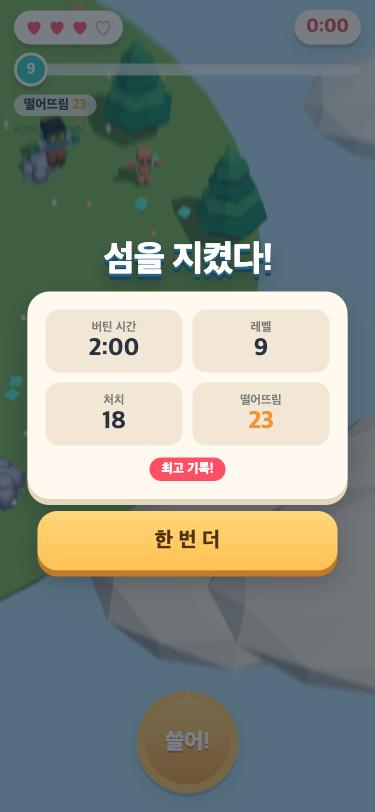 0:00
9
떨어뜨림 23
섬을 지켰다!
버틴 시간
2:00
레벨
9
처치
18
떨어뜨림
23
최고 기록!
한 번 더
쓸어!